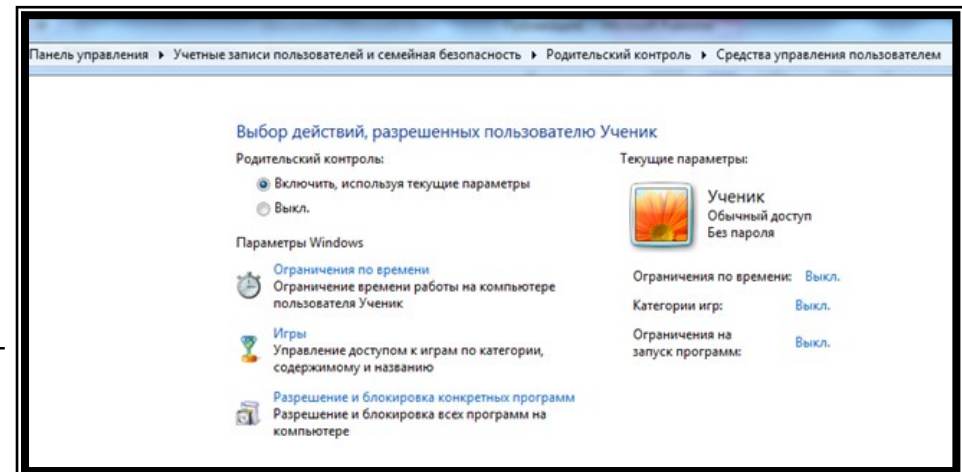 Панель управления ▸ Учетные записи пользователей и семейная безопасность ▸ Родительский контроль ▸ Средства управления пользователем
Выбор действий, разрешенных пользователю Ученик
Родительский контроль:
Включить, используя текущие параметры
Выкл.
Параметры Windows
Ограничения по времени
Ограничение времени работы на компьютере
пользователя Ученик
Игры
Управление доступом к играм по категории,
содержимому и названию
Разрешение и блокировка конкретных программ
Разрешение и блокировка всех программ на
компьютере
Текущие параметры:
Ученик
Обычный доступ
Без пароля
Ограничения по времени: Выкл.
Категории игр: Выкл.
Ограничения на
запуск программ: Выкл.